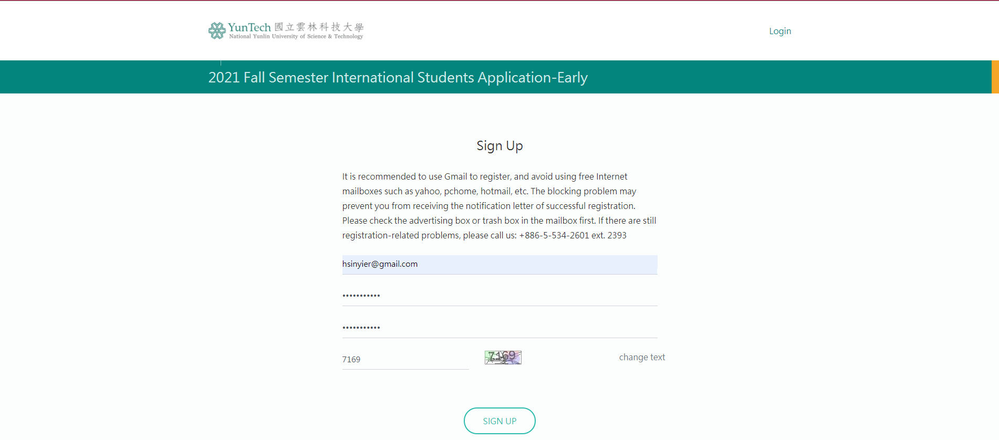 YunTech 國立雲林科技大學
National Yunlin University of Science & Technology
Login
2021 Fall Semester International Students Application-Early
Sign Up
It is recommended to use Gmail to register, and avoid using free Internet
mailboxes such as yahoo, pchome, hotmail, etc. The blocking problem may
prevent you from receiving the notification letter of successful registration.
Please check the advertising box or trash box in the mailbox first. If there are still
registration-related problems, please call us: +886-5-534-2601 ext. 2393
hsinyier@gmail.com
•••••••••••
•••••••••••
7169
7169
change text
SIGN UP